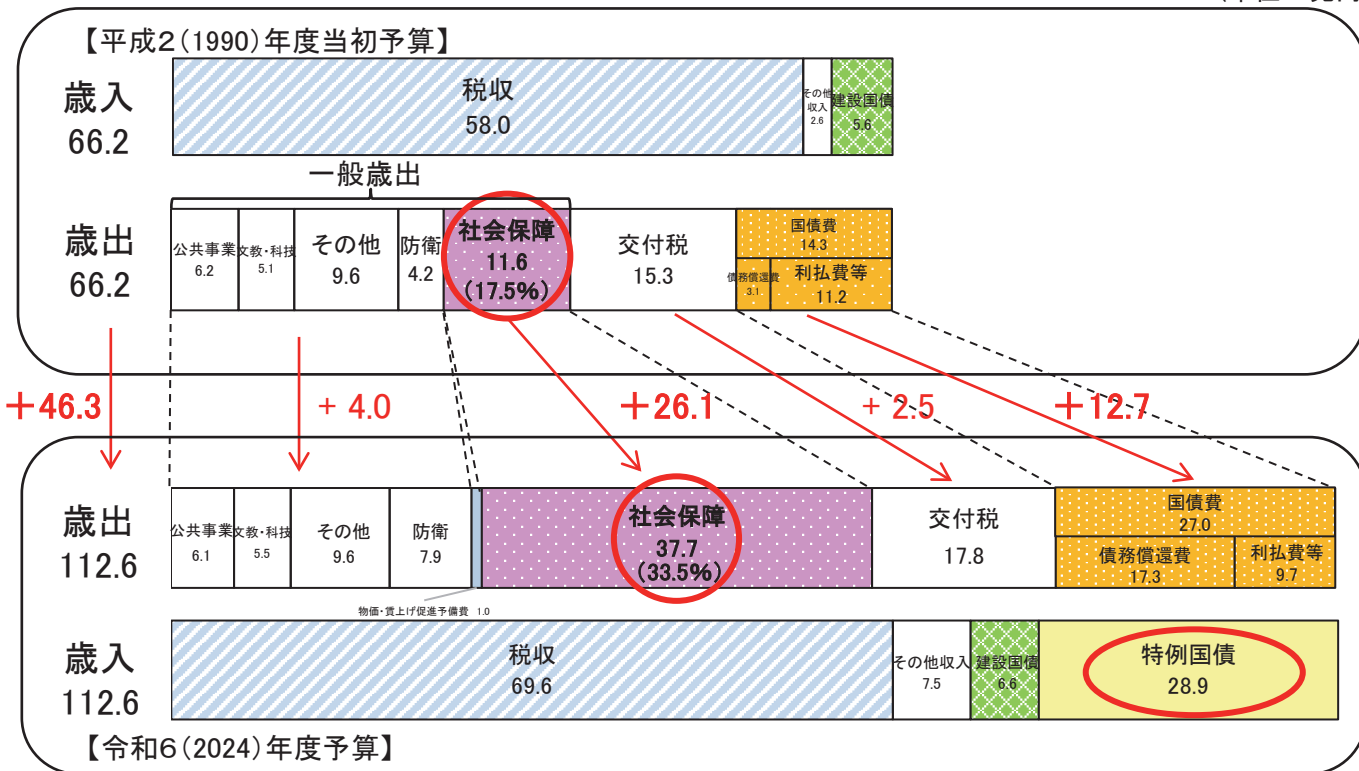 【平成2(1990)年度当初予算】
歳入
66.2
税収
58.0
その他
収入
2.6
建設国債
5.6
一般歳出
歳出
66.2
公共事業
6.2
文教・科技
5.1
その他
9.6
防衛
4.2
社会保障
11.6
(17.5%)
交付税
15.3
国債費
14.3
債務償還費
3.1
利払費等
11.2
+46.3
+ 4.0
+26.1
+ 2.5
+12.7
歳出
112.6
公共事業
6.1
文教・科技
5.5
その他
9.6
防衛
7.9
社会保障
37.7
(33.5%)
交付税
17.8
国債費
27.0
債務償還費
17.3
利払費等
9.7
物価・賃上げ促進予備費 1.0
歳入
112.6
税収
69.6
その他収入
7.5
建設国債
6.6
特例国債
28.9
【令和6(2024)年度予算】